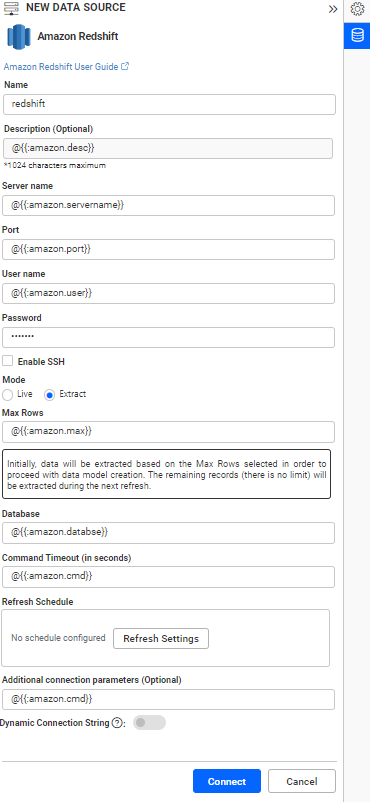 NEW DATA SOURCE
Amazon Redshift
Amazon Redshift User Guide
Name
redshift
Description (Optional)
@{{:amazon.desc}}
*1024 characters maximum
Server name
@{{:amazon.servername}}
Port
@{{:amazon.port}}
User name
@{{:amazon.user}}
Password
•••••••
Enable SSH
Mode
Live Extract
Max Rows
@{{:amazon.max}}
Initially, data will be extracted based on the Max Rows selected in order to
proceed with data model creation. The remaining records (there is no limit) will
be extracted during the next refresh.
Database
@{{:amazon.databse}}
Command Timeout (in seconds)
@{{:amazon.cmd}}
Refresh Schedule
No schedule configured Refresh Settings
Additional connection parameters (Optional)
@{{:amazon.cmd}}
Dynamic Connection String ?:
Connect Cancel